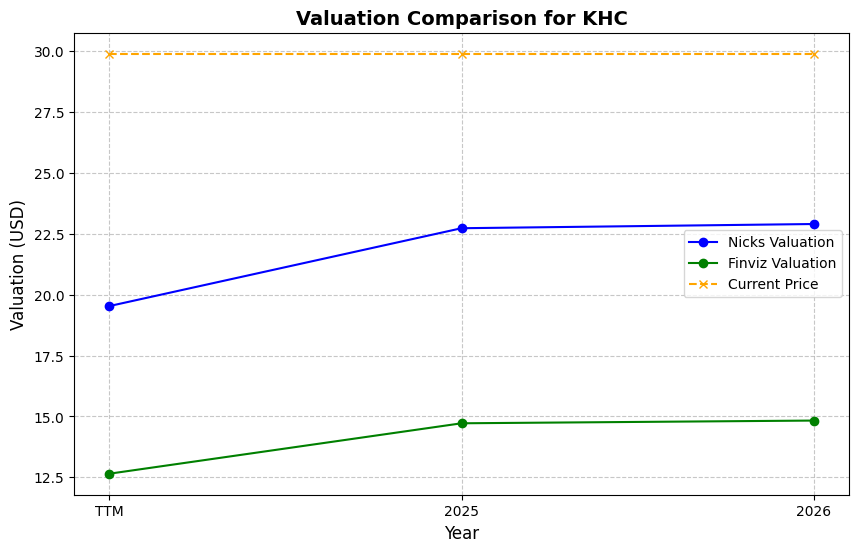 Valuation Comparison for KHC
Valuation (USD)
30.0
27.5
25.0
22.5
20.0
17.5
15.0
12.5
Nicks Valuation
Finviz Valuation
Current Price
TTM
2025
2026
Year